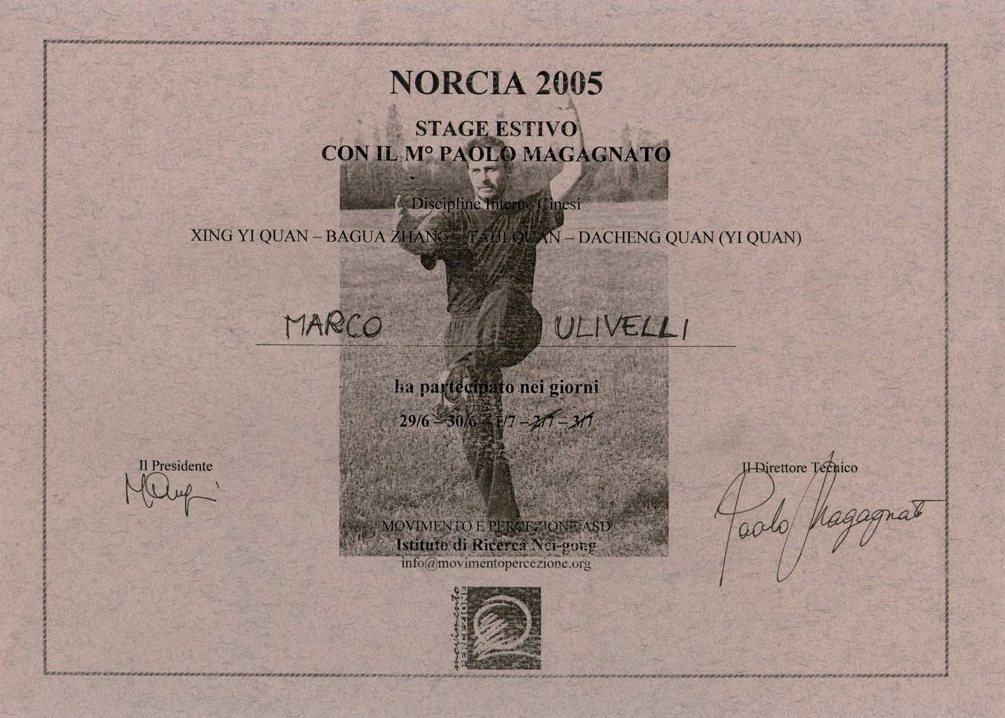 NORCIA 2005
STAGE ESTIVO
CON IL M° PAOLO MAGAGNATO
Discipline Interne Cinesi
XING YI QUAN – BAGUA ZHANG – TAIJI QUAN – DACHENG QUAN (YI QUAN)
MARCO ULIVELLI
ha partecipato nei giorni
29/6 – 30/6 – 1/7 – 2/7 – 3/7
Il Presidente
Il Direttore Tecnico
Paolo Magagnato
MOVIMENTO E PERCEZIONE ASD
Istituto di Ricerca Nei-gong
info@movimentopercezione.org
movimento
PERCEZIONE